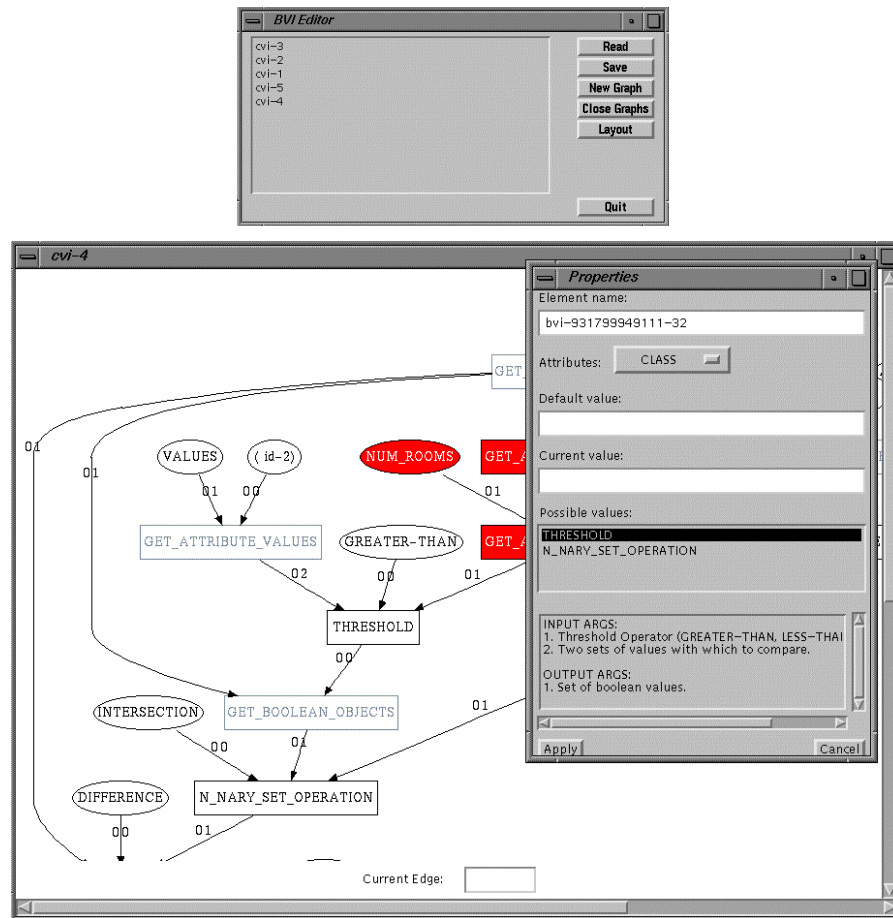 BVI Editor
cvi-3
cvi-2
cvi-1
cvi-5
cvi-4
Read
Save
New Graph
Close Graphs
Layout
Quit
cvi-4
GET_
01
01
VALUES
( id-2)
NUM_ROOMS
GET_A
01
00
01
GET_ATTRIBUTE_VALUES
GREATER-THAN
GET_A
02
00
01
THRESHOLD
00
INTERSECTION
GET_BOOLEAN_OBJECTS
01
00
01
DIFFERENCE
N_NARY_SET_OPERATION
00
01
Current Edge:
Properties
Element name:
bvi-931799949111-32
Attributes:
CLASS
Default value:
Current value:
Possible values:
THRESHOLD
N_NARY_SET_OPERATION
INPUT ARGS:
1. Threshold Operator (GREATER-THAN, LESS-THAI
2. Two sets of values with which to compare.
OUTPUT ARGS:
1. Set of boolean values.
Apply
Cancel